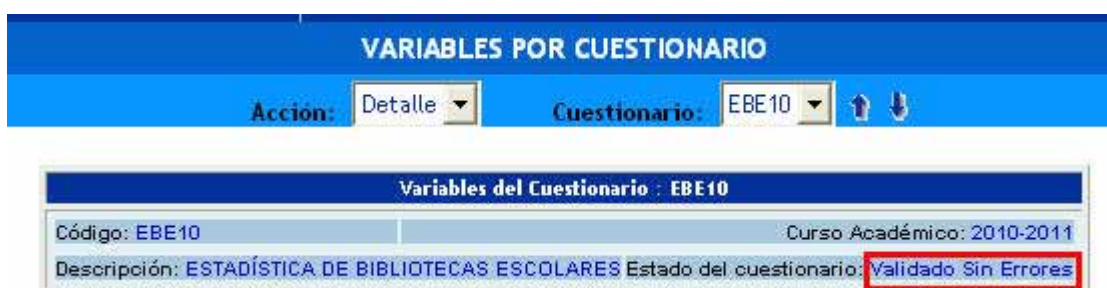 VARIABLES POR CUESTIONARIO
Acción: Detalle Cuestionario: EBE10
Variables del Cuestionario : EBE10
Código: EBE10 Curso Académico: 2010-2011
Descripción: ESTADÍSTICA DE BIBLIOTECAS ESCOLARES Estado del cuestionario: Validado Sin Errores